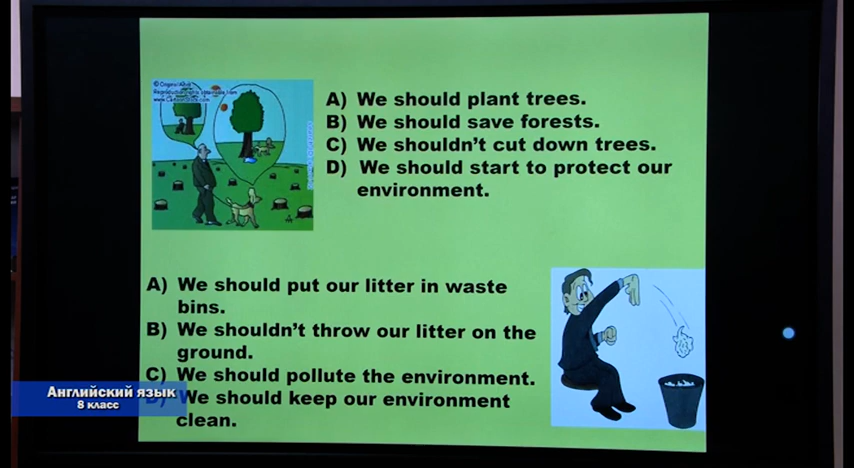 A) We should plant trees.
B) We should save forests.
C) We shouldn't cut down trees.
D) We should start to protect our
environment.
A) We should put our litter in waste
bins.
B) We shouldn't throw our litter on the
ground.
C) We should pollute the environment.
We should keep our environment
clean.
Английский язык
8 класс